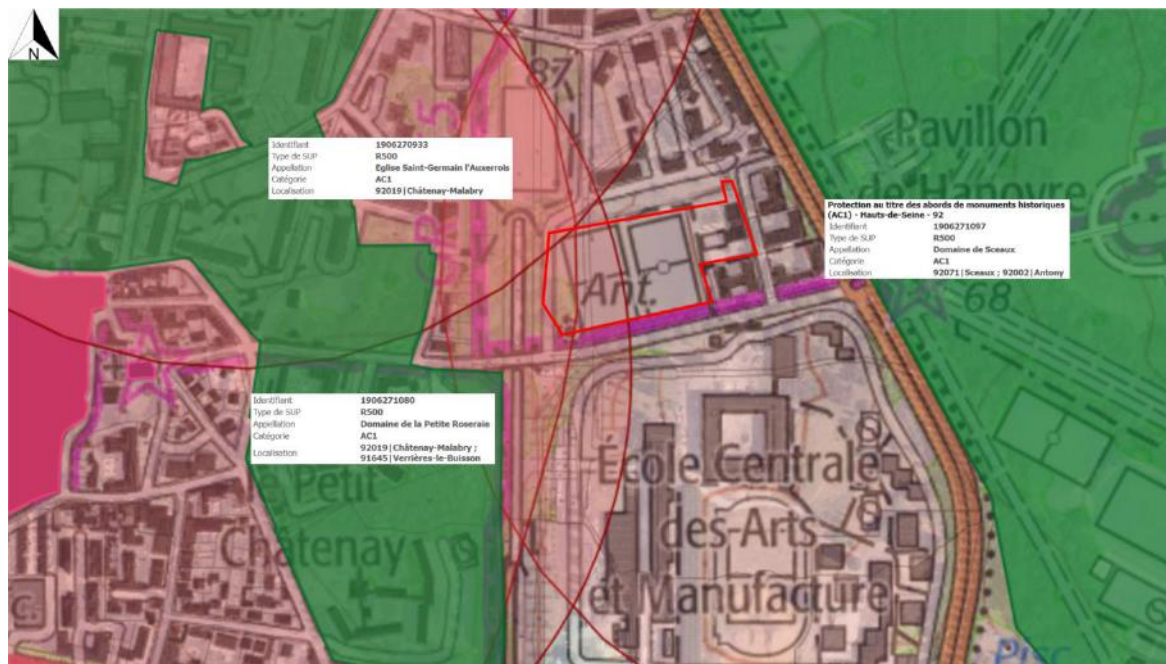 N
87
Identifiant 1906270933
Type de SUP R500
Appellation Eglise Saint-Germain l'Auxerrois
Catégorie AC1
Localisation 92019|Châtenay-Malabry
Pavillon
de Hanovre
Protection au titre des abords de monuments historiques
(AC1) - Hauts-de-Seine - 92
Identifiant 1906271097
Type de SUP R500
Appellation Domaine de Sceaux
Catégorie AC1
Localisation 92071|Sceaux ; 92002|Antony
Ant.
68
Identifiant 1906271080
Type de SUP R500
Appellation Domaine de la Petite Roseraie
Catégorie AC1
Localisation 92019|Châtenay-Malabry ;
91645|Verrières-le-Buisson
le Petit
Châtenay
École Centrale
des-Arts
et Manufacture
S
S
C.
Pisc